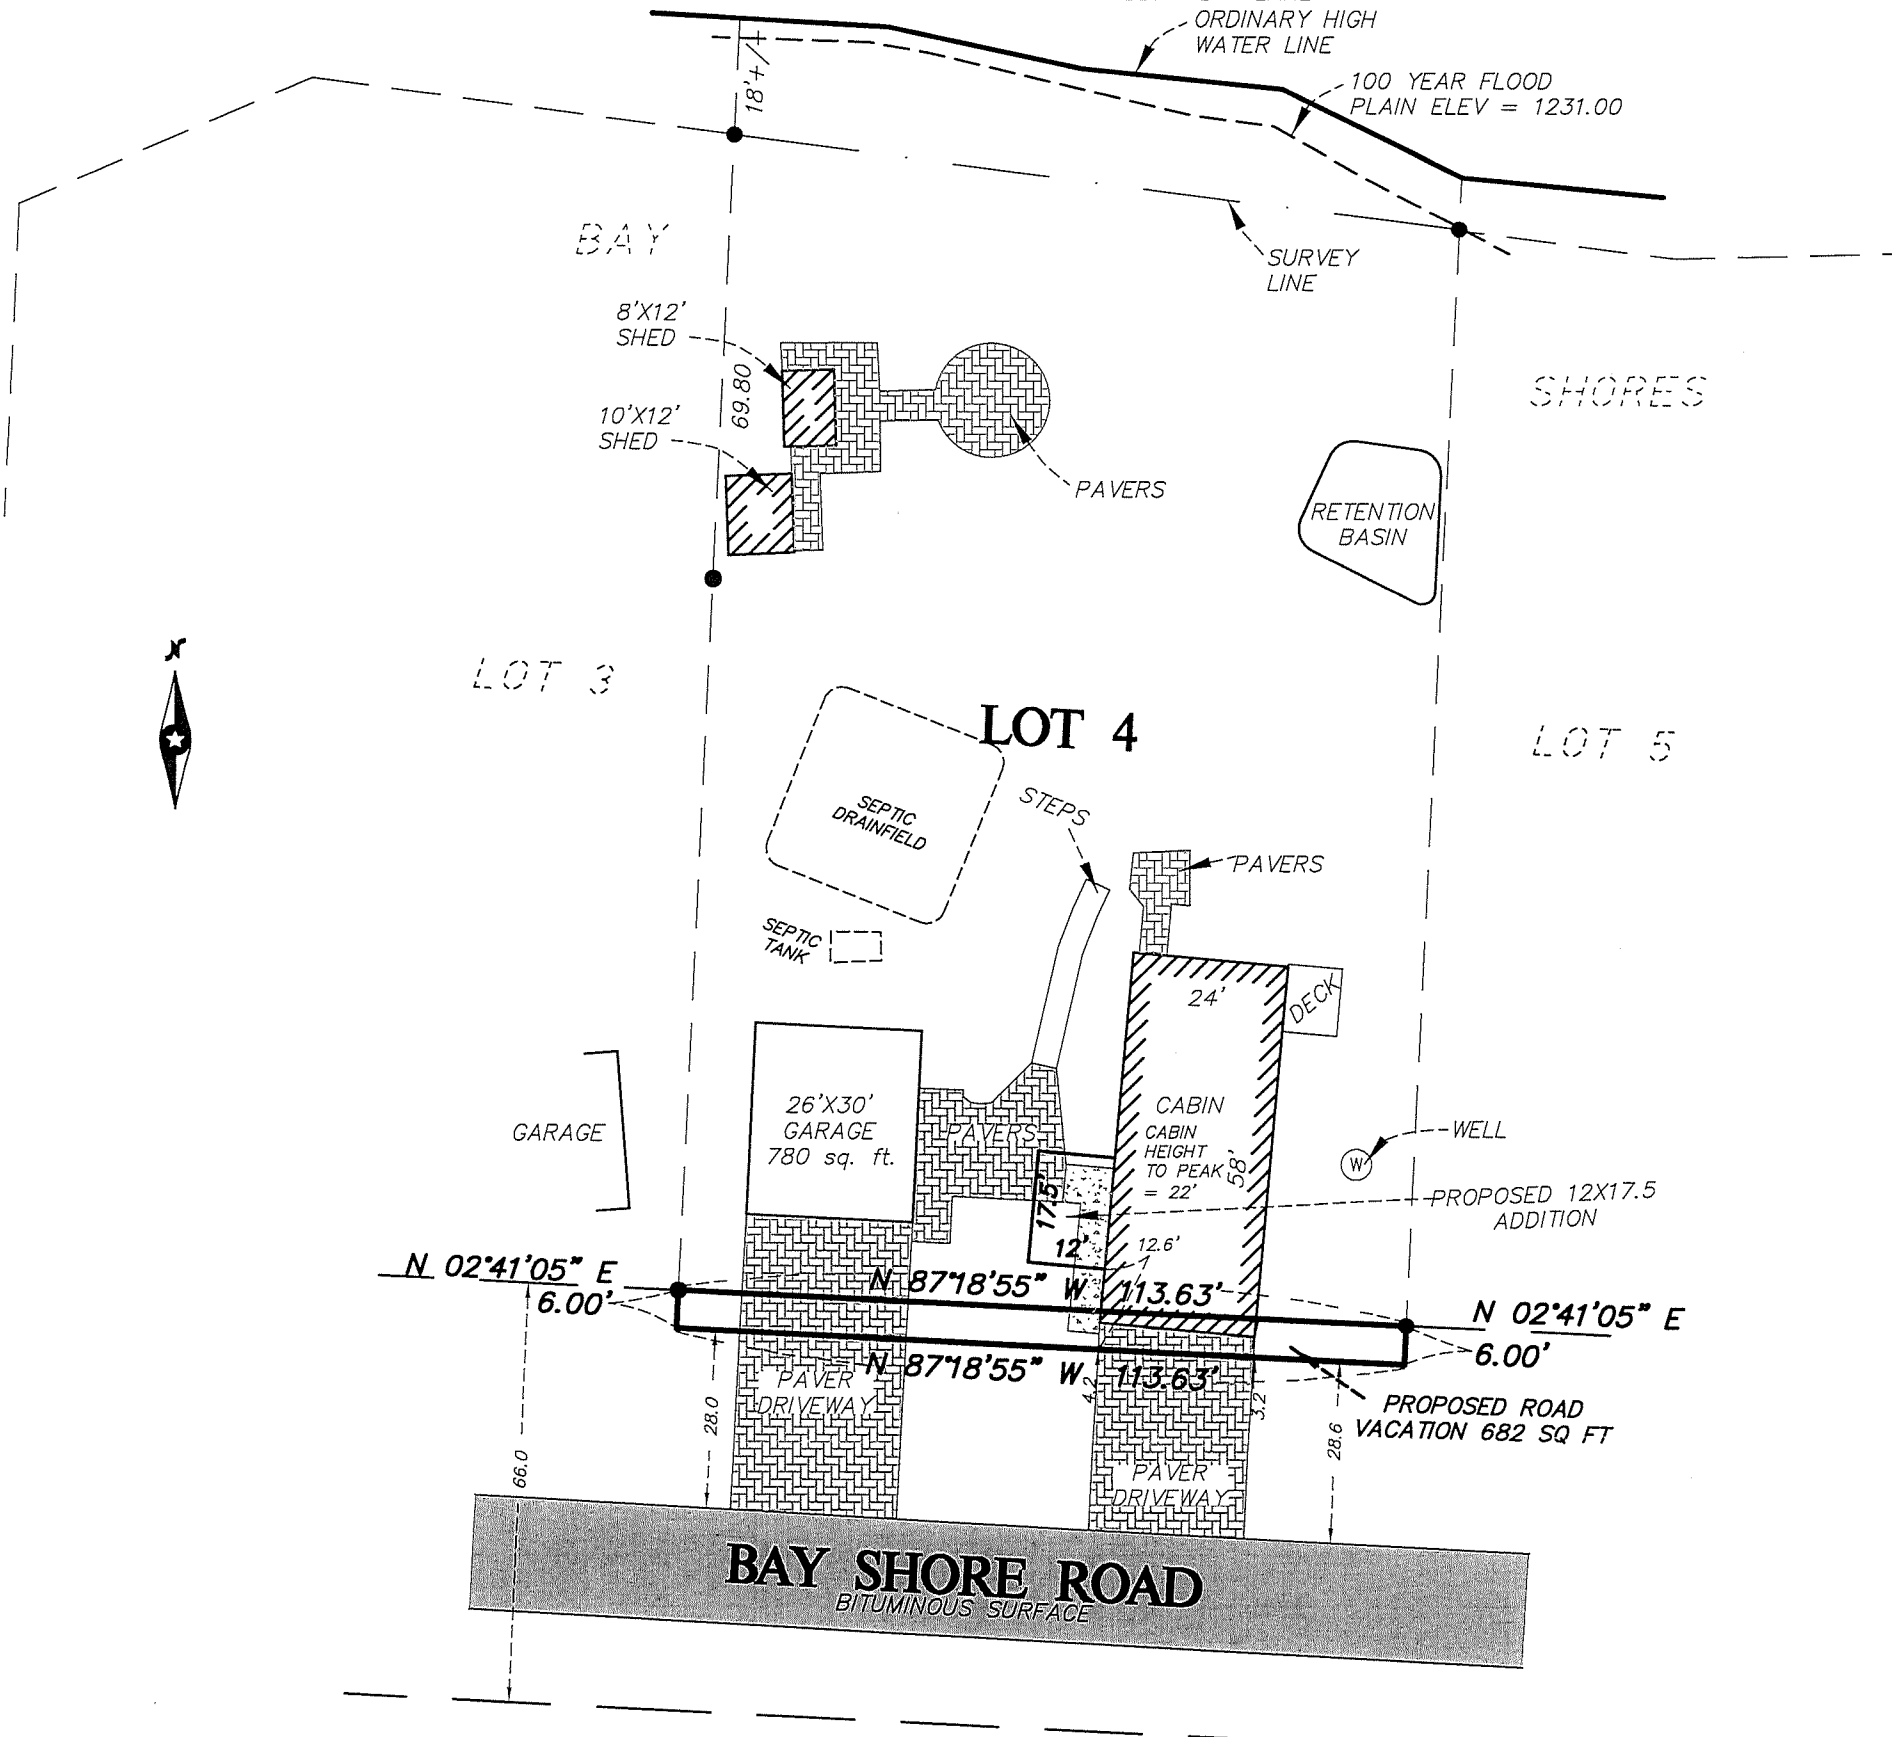 ORDINARY HIGH
WATER LINE
18'+/-
100 YEAR FLOOD
PLAIN ELEV = 1231.00
BAY
SURVEY
LINE
8'X12'
SHED
69.80
SHORES
10'X12'
SHED
PAVERS
RETENTION
BASIN
N
LOT 3
LOT 4
LOT 5
SEPTIC
DRAINFIELD
STEPS
PAVERS
SEPTIC
TANK
24'
DECK
26'X30'
GARAGE
780 sq. ft.
GARAGE
PAVERS
CABIN
CABIN
HEIGHT
TO PEAK
= 22'
58'
WELL
W
17.5'
12'
PROPOSED 12X17.5
ADDITION
12.6'
N 02°41'05" E
6.00'
N 87°18'55" W 113.63'
N 02°41'05" E
6.00'
N 87°18'55" W 113.63'
PAVER
DRIVEWAY
28.0
4.2
3.2
28.6
PROPOSED ROAD
VACATION 682 SQ FT
66.0
PAVER
DRIVEWAY
BAY SHORE ROAD
BITUMINOUS SURFACE